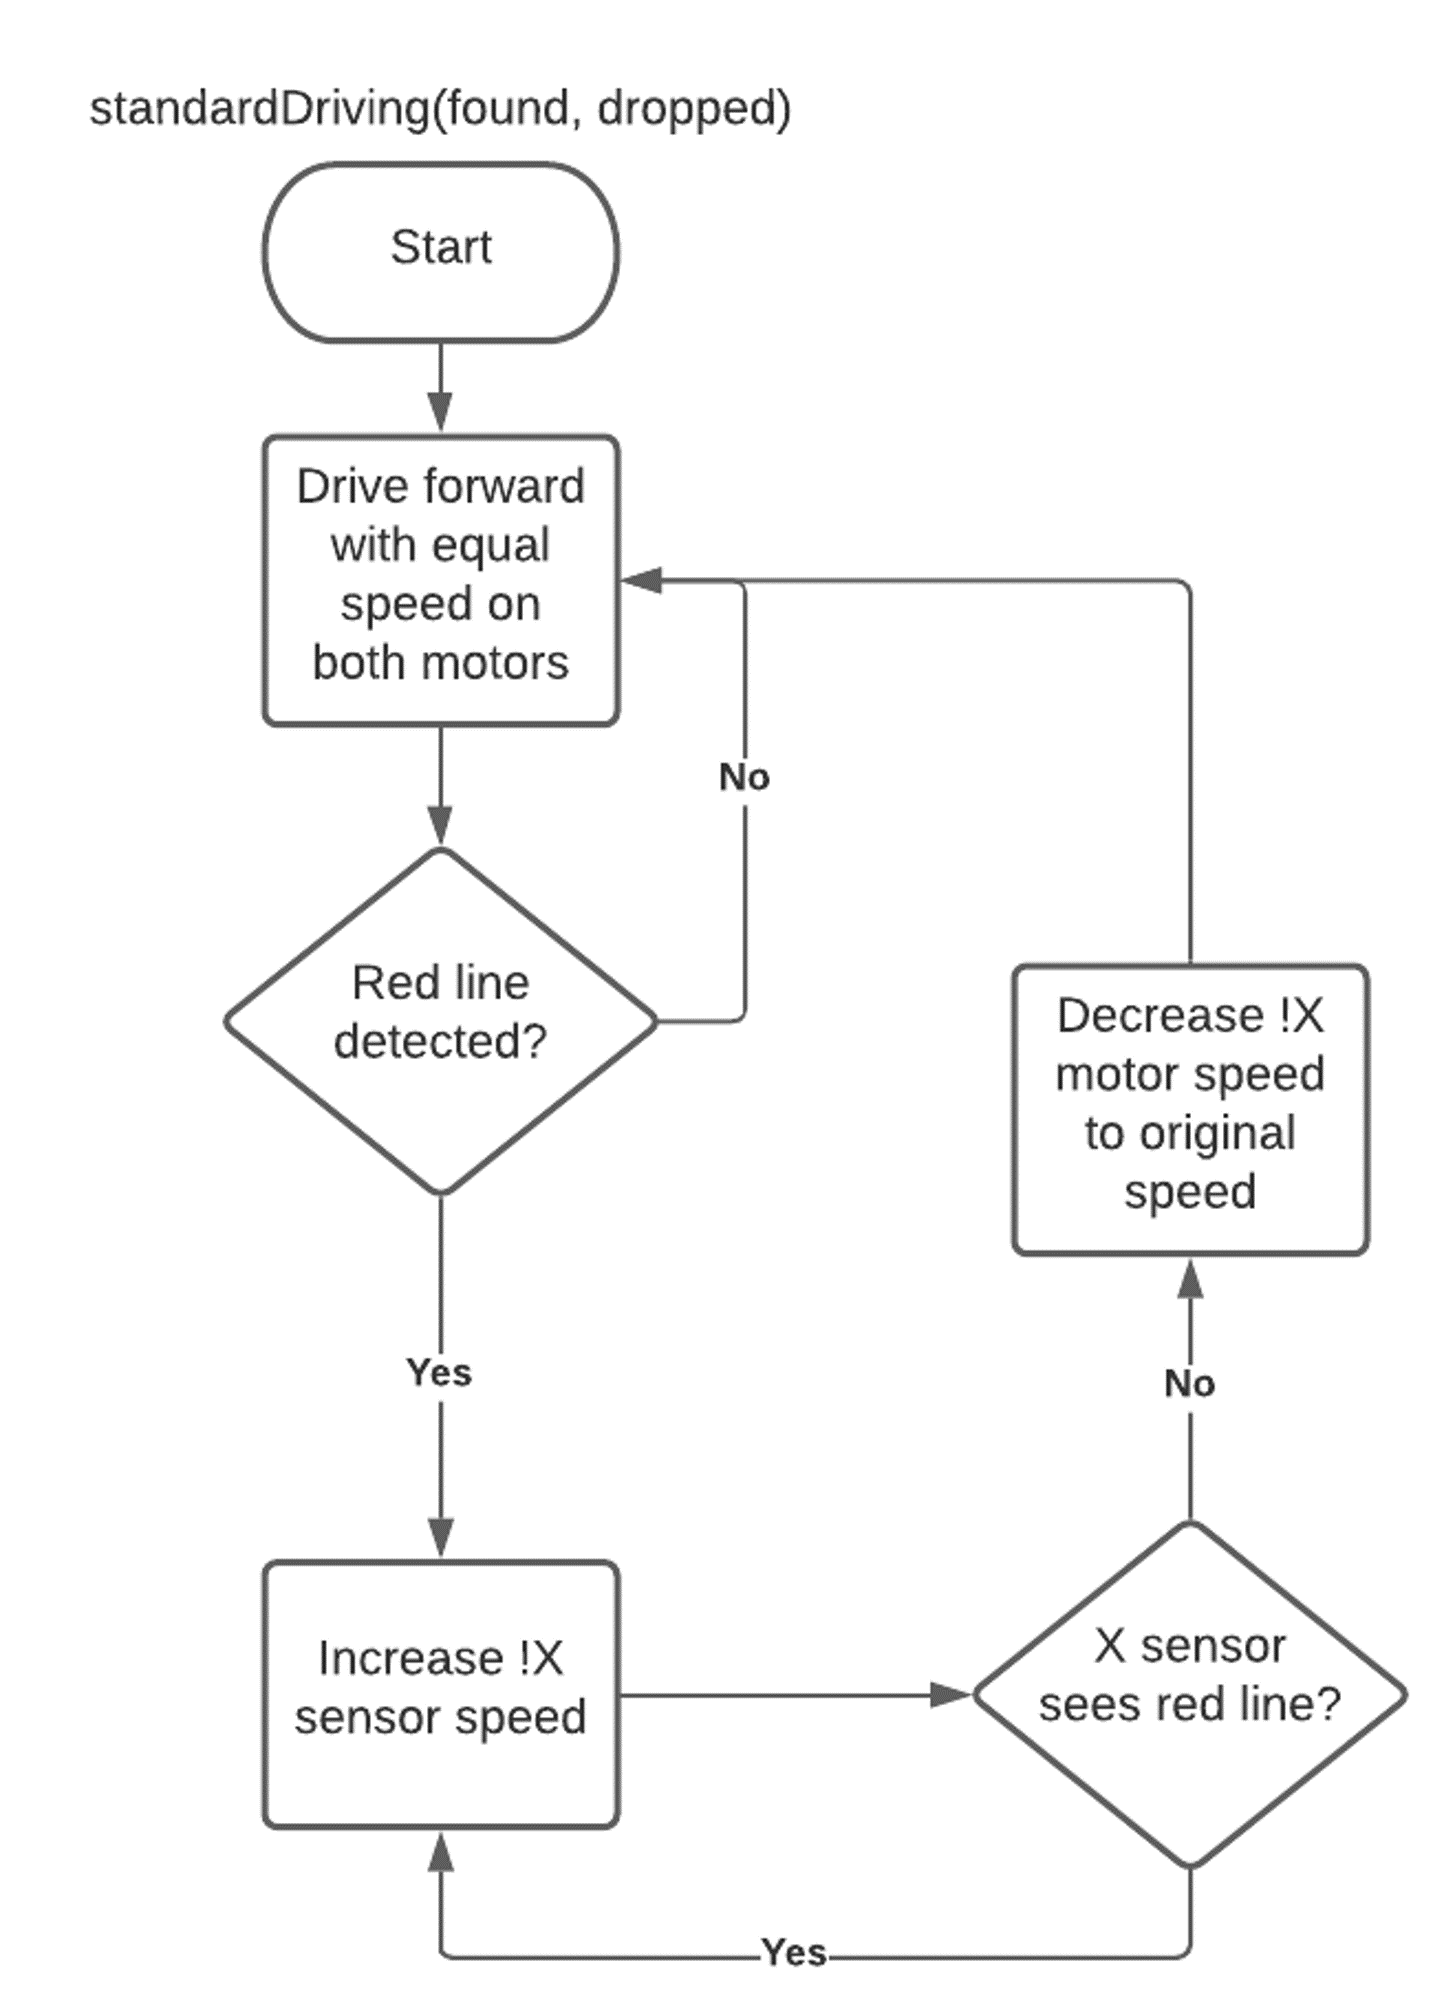 standardDriving(found, dropped)
Start
Drive forward
with equal
speed on
both motors
No
Red line
detected?
Decrease !X
motor speed
to original
speed
Yes
No
Increase !X
sensor speed
X sensor
sees red line?
Yes